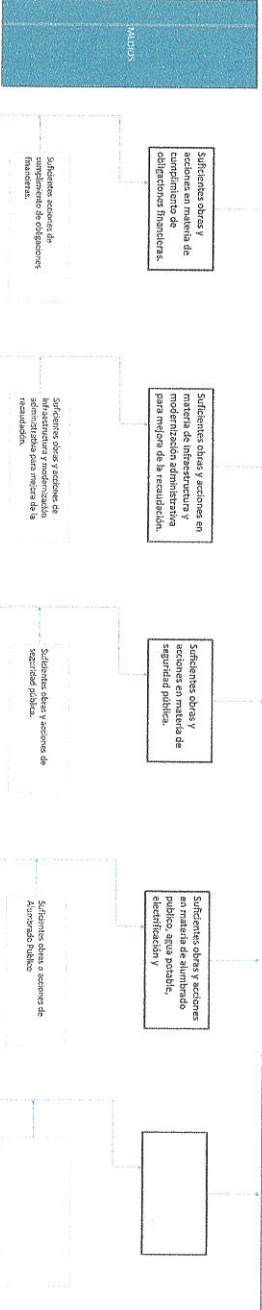 MEDIOS
Suficientes obras y
acciones en materia de
cumplimiento de
obligaciones financieras.
Suficientes acciones de
cumplimiento de obligaciones
financieras.
Suficientes obras y acciones en
materia de infraestructura y
modernización administrativa
para mejora de la recaudación.
Suficientes obras y acciones de
infraestructura y modernización
administrativa para mejora de la
recaudación.
Suficientes obras y
acciones en materia de
seguridad pública.
Suficientes obras y acciones de
seguridad pública.
Suficientes obras y acciones
en materia de alumbrado
publico, agua potable,
electrificación y
Suficientes obras o acciones de
Alumbrado Publico